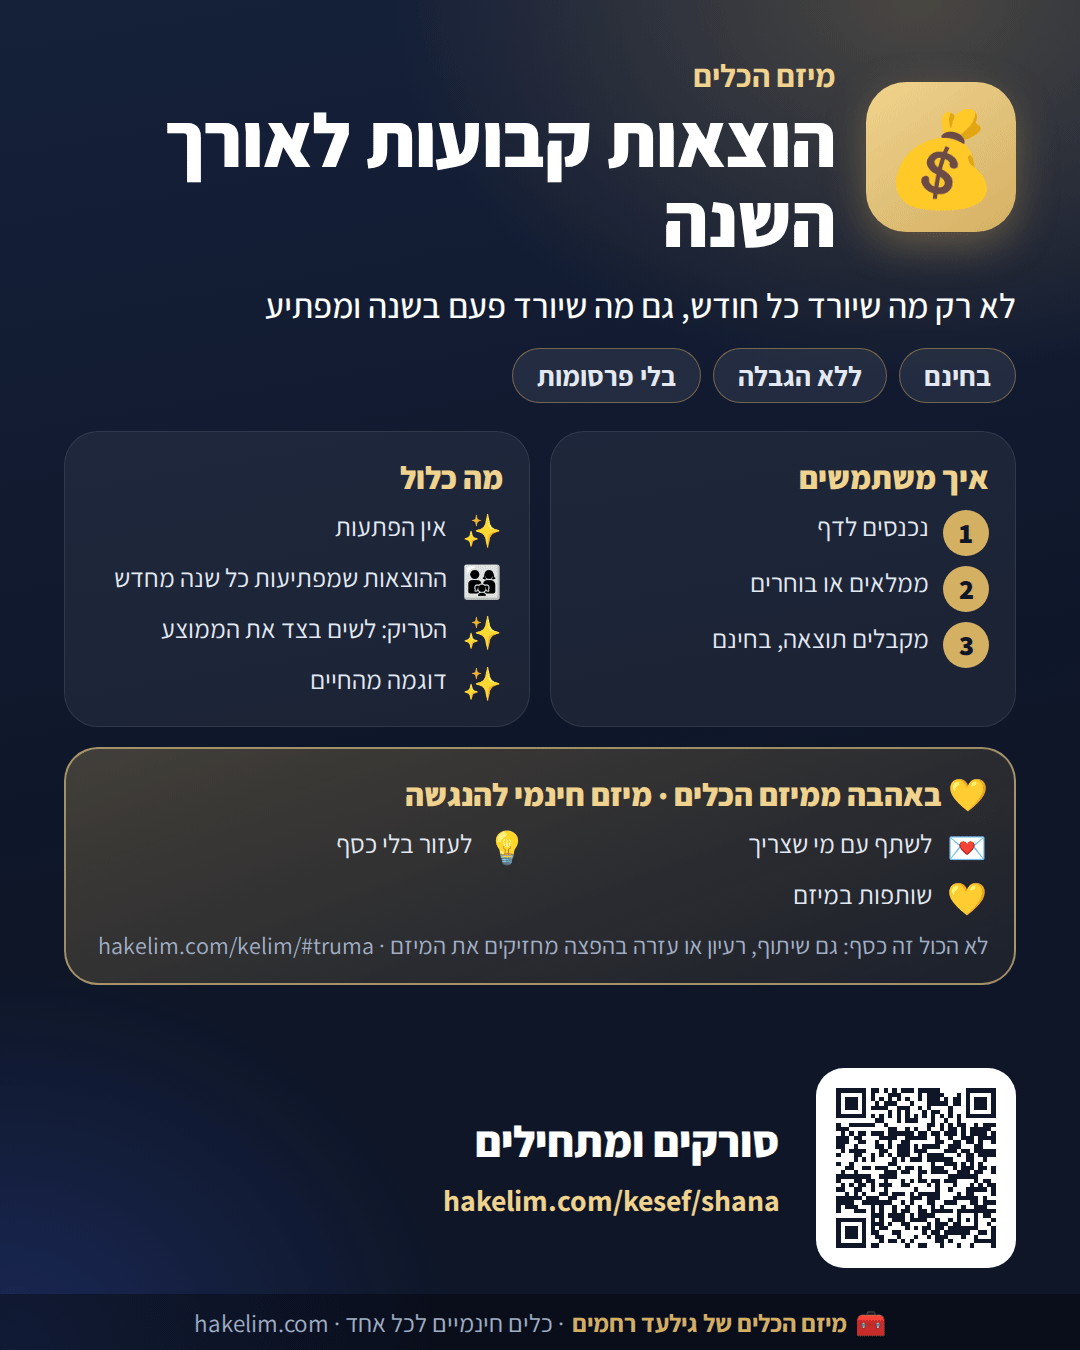 מיזם הכלים
הוצאות קבועות לאורך
השנה
לא רק מה שיורד כל חודש, גם מה שיורד פעם בשנה ומפתיע
בחינם
ללא הגבלה
בלי פרסומות
איך משתמשים
1 נכנסים לדף
2 ממלאים או בוחרים
3 מקבלים תוצאה, בחינם
מה כלול
אין הפתעות
ההוצאות שמפתיעות כל שנה מחדש
הטריק: לשים בצד את הממוצע
דוגמה מהחיים
באהבה ממיזם הכלים · מיזם חינמי להנגשה
לשתף עם מי שצריך
לעזור בלי כסף
שותפות במיזם
לא הכול זה כסף: גם שיתוף, רעיון או עזרה בהפצה מחזיקים את המיזם · hakelim.com/kelim/#truma
סורקים ומתחילים
hakelim.com/kesef/shana
מיזם הכלים של גילעד רחמים · כלים חינמיים לכל אחד · hakelim.com